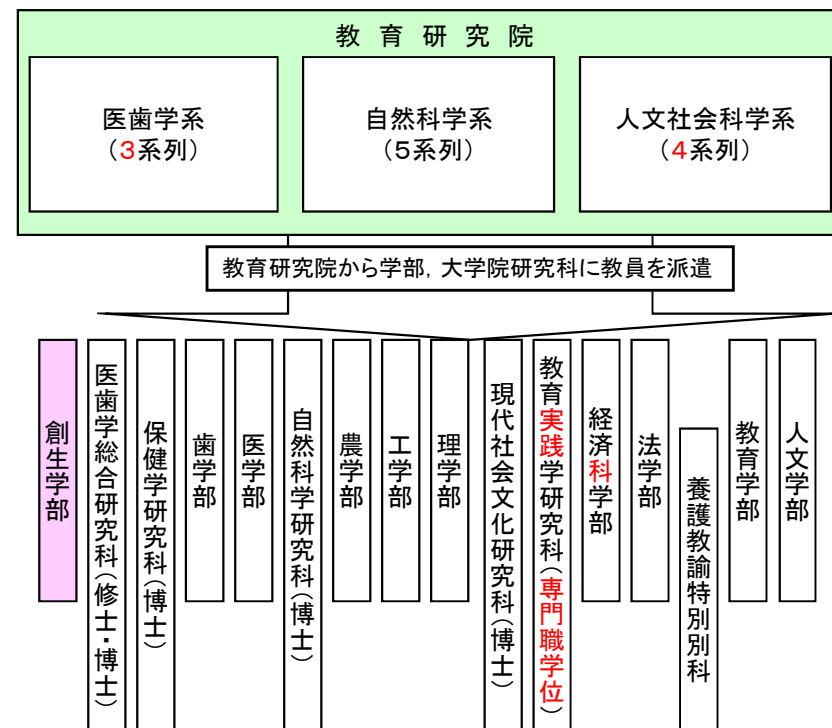 教育研究院
医歯学系
（3系列）
自然科学系
（5系列）
人文社会科学系
（4系列）
教育研究院から学部，大学院研究科に教員を派遣
創生学部
医歯学総合研究科（修士・博士）
保健学研究科（博士）
歯学部
医学部
自然科学研究科（博士）
農学部
工学部
理学部
現代社会文化研究科（博士）
教育実践学研究科（専門職学位）
経済科学部
法学部
養護教諭特別別科
教育学部
人文学部